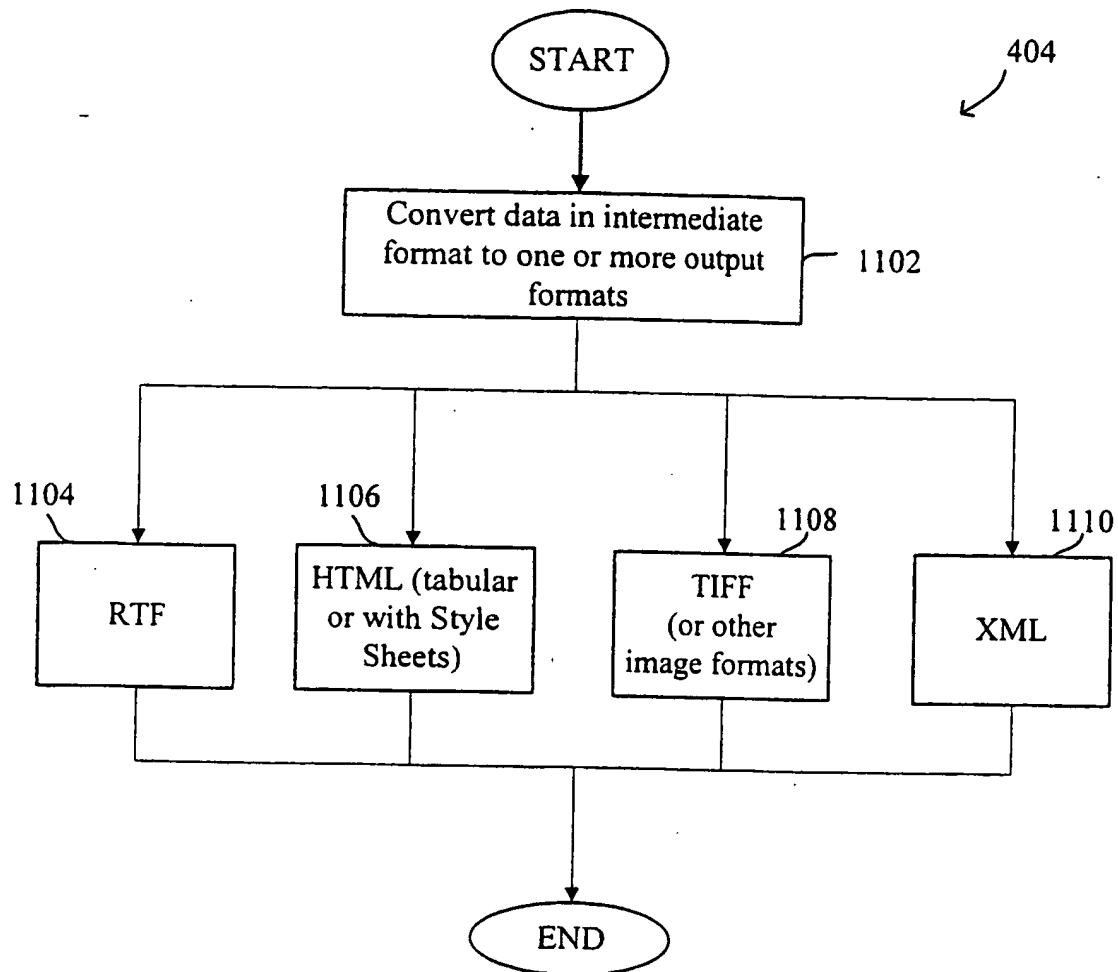 START
404
Convert data in intermediate
format to one or more output
formats
1102
1104
RTF
1106
HTML (tabular
or with Style
Sheets)
1108
TIFF
(or other
image formats)
1110
XML
END